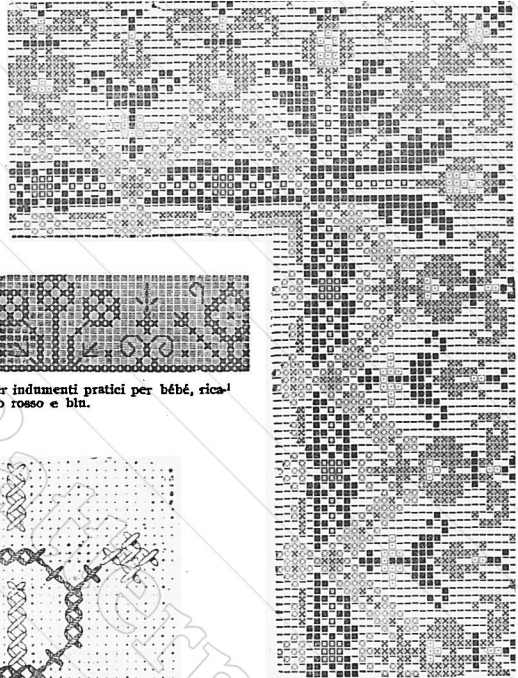 r indumenti pratici per bébé, rica-
o rosso e blu.